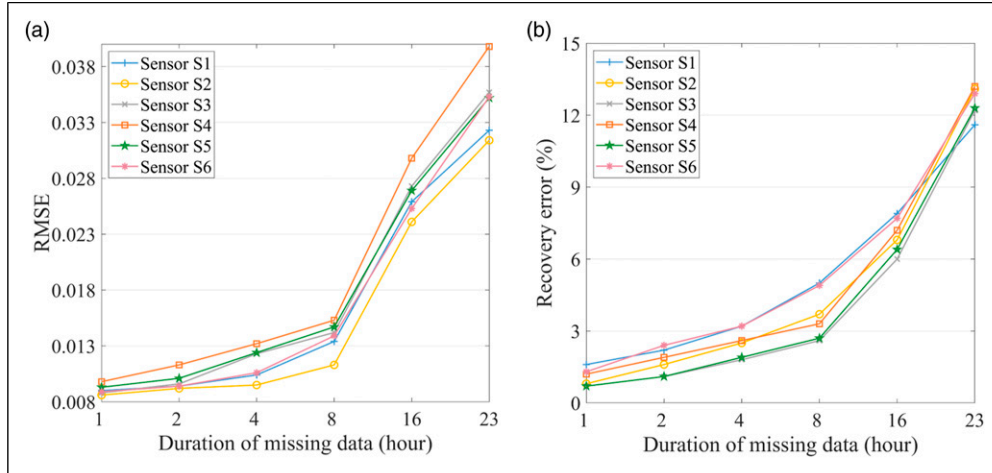 (a)
0.038
0.033
0.028
0.023
0.018
0.013
0.008
RMSE
Sensor S1
Sensor S2
Sensor S3
Sensor S4
Sensor S5
Sensor S6
1 2 4 8 16 23
Duration of missing data (hour)
(b)
15
12
9
6
3
0
Recovery error (%)
Sensor S1
Sensor S2
Sensor S3
Sensor S4
Sensor S5
Sensor S6
1 2 4 8 16 23
Duration of missing data (hour)